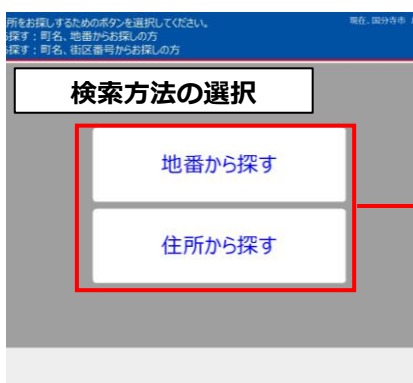 所をお探しするためのボタンを選択してください。
探す：町名、地番からお探しの方
探す：町名、街区番号からお探しの方
現在、国分寺市
検索方法の選択
地番から探す
住所から探す